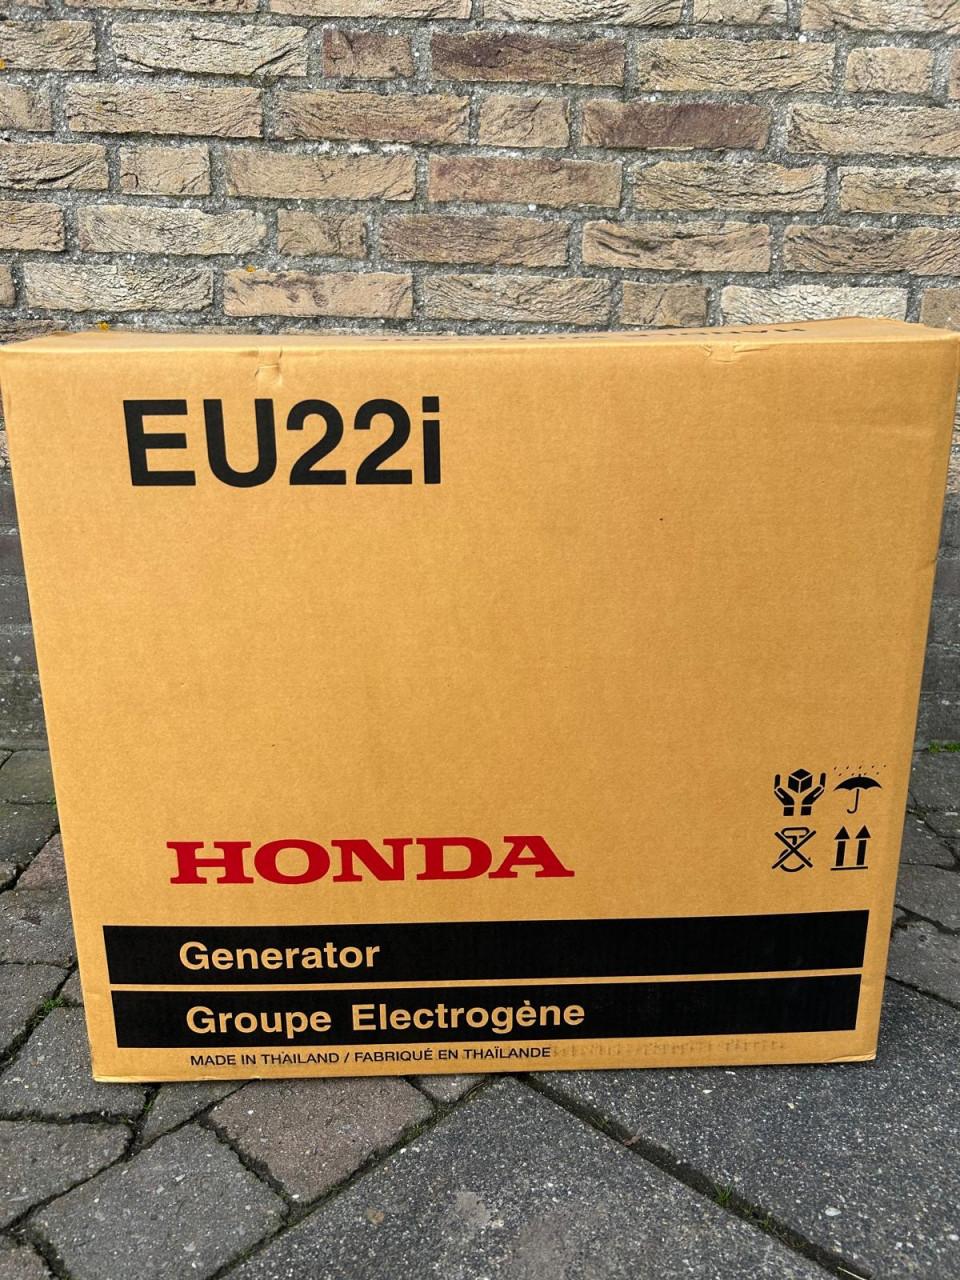 EU22i
HONDA
Generator
Groupe Electrogène
MADE IN THAILAND / FABRIQUÉ EN THAÏLANDE